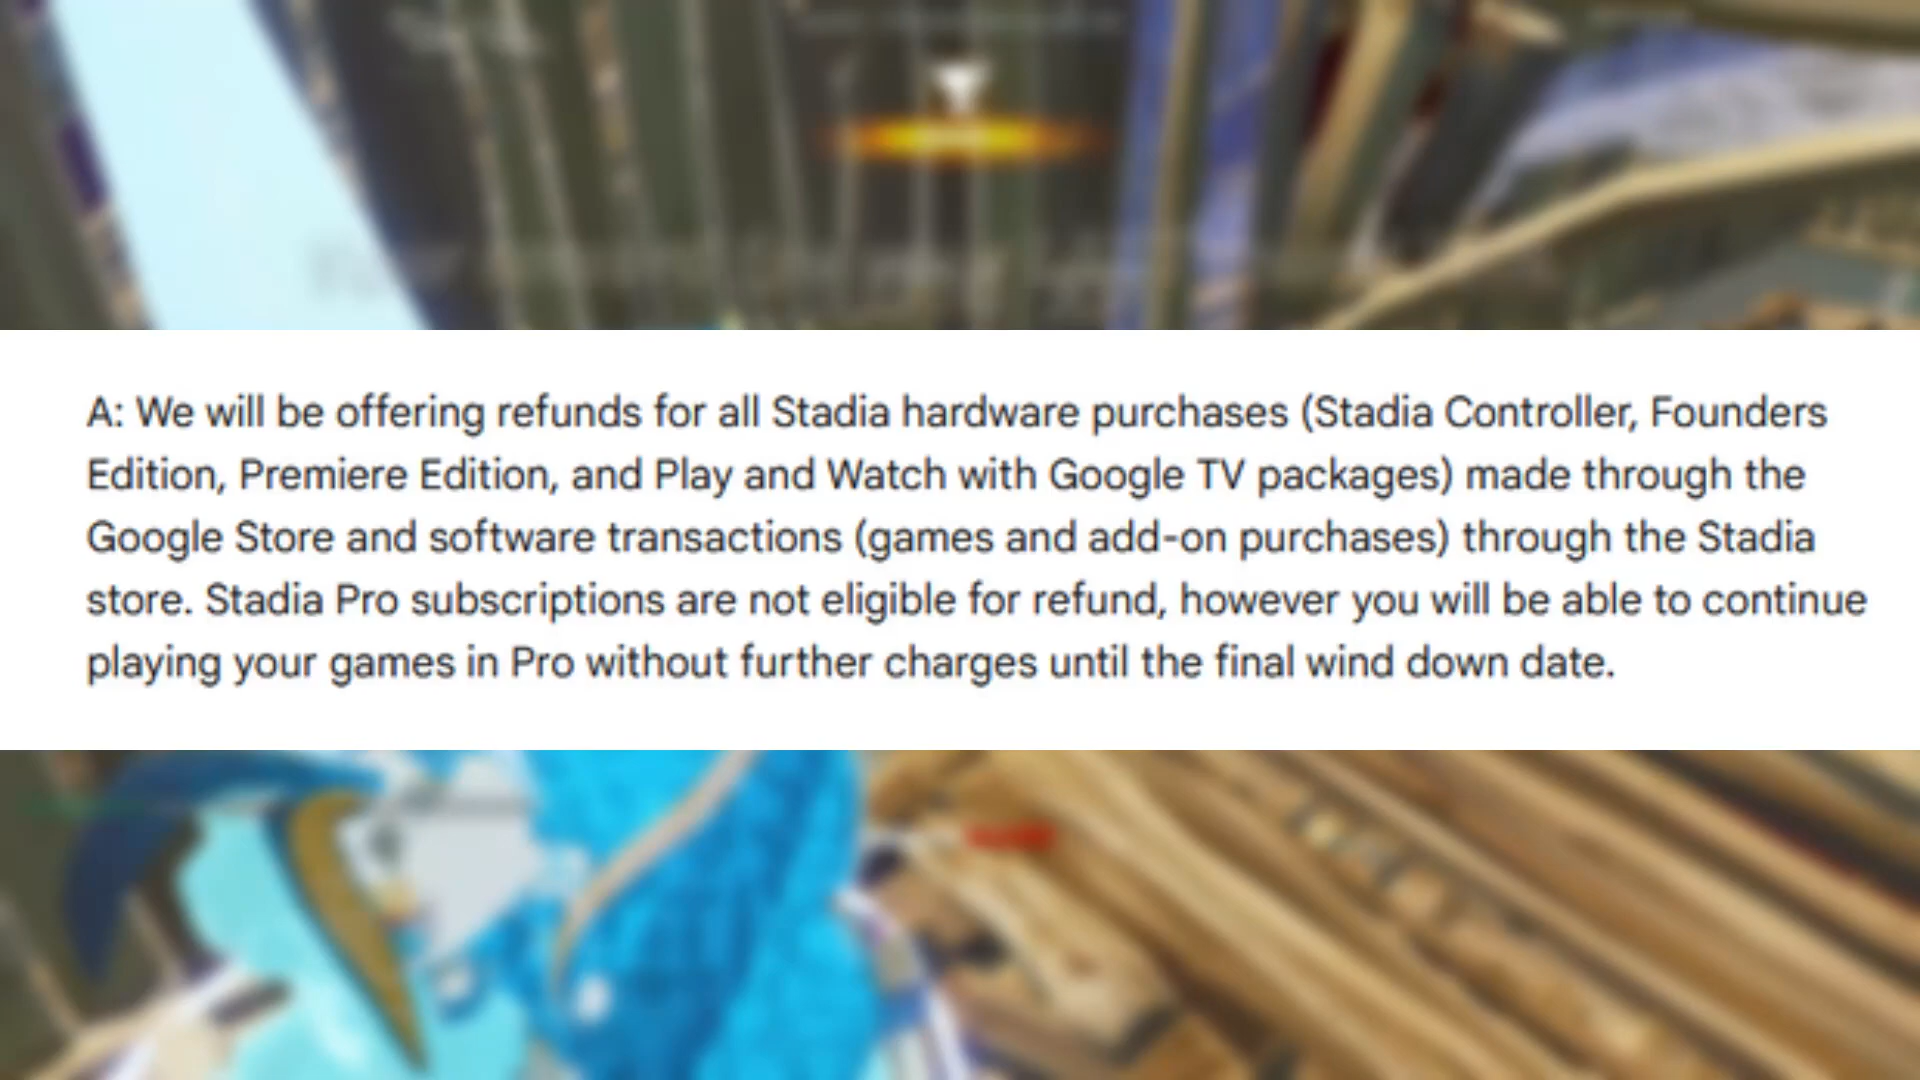 A: We will be offering refunds for all Stadia hardware purchases (Stadia Controller, Founders
Edition, Premiere Edition, and Play and Watch with Google TV packages) made through the
Google Store and software transactions (games and add-on purchases) through the Stadia
store. Stadia Pro subscriptions are not eligible for refund, however you will be able to continue
playing your games in Pro without further charges until the final wind down date.